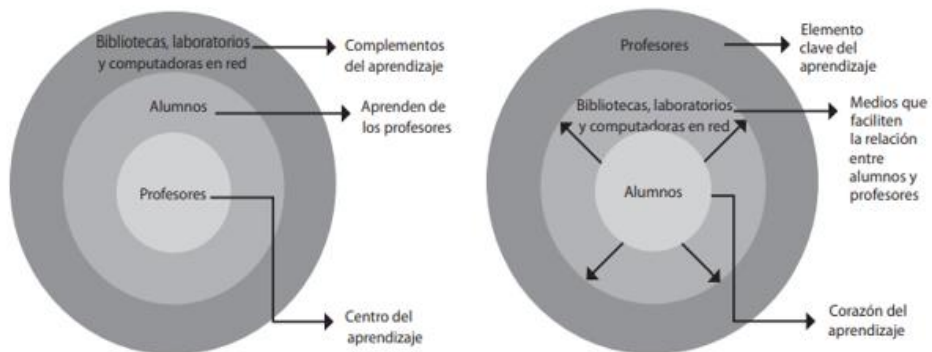 Bibliotecas, laboratorios
y computadoras en red
Complementos
del aprendizaje
Alumnos
Aprenden de
los profesores
Profesores
Centro del
aprendizaje
Profesores
Elemento
clave del
aprendizaje
Bibliotecas, laboratorios
y computadoras en red
Medios que
faciliten
la relación
entre
alumnos y
profesores
Alumnos
Corazón del
aprendizaje